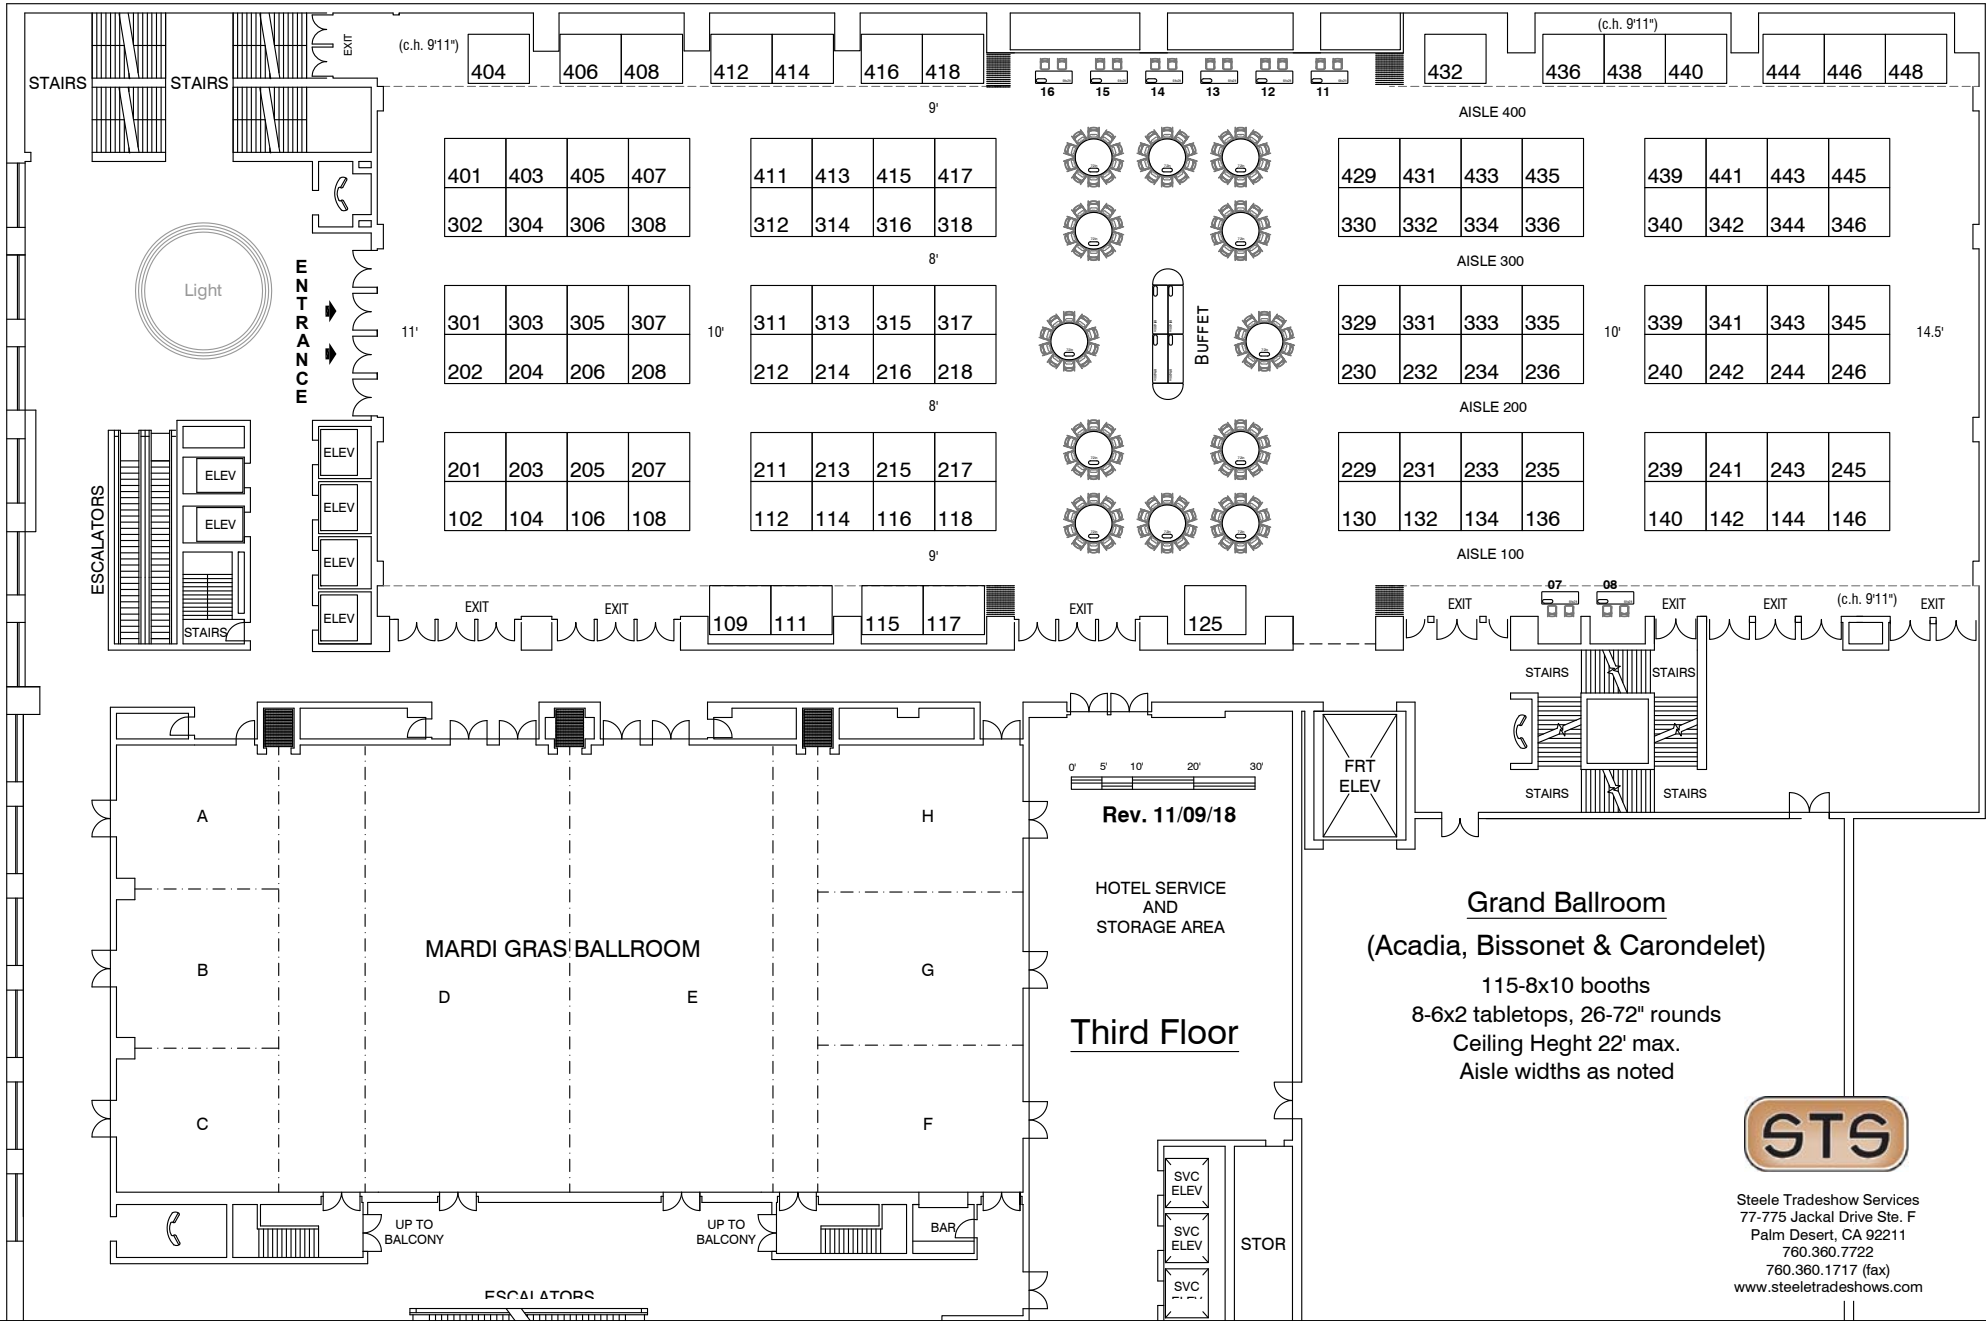 EXIT
(c.h. 9'11")
404 406 408 412 414 416 418
432
(c.h. 9'11")
436 438 440 444 446 448
STAIRS STAIRS
16 15 14 13 12 11
9'
AISLE 400
401 403 405 407 411 413 415 417 429 431 433 435 439 441 443 445
302 304 306 308 312 314 316 318 330 332 334 336 340 342 344 346
8'
AISLE 300
Light
ENTRANCE
301 303 305 307 311 313 315 317 329 331 333 335 339 341 343 345
11' 10' 10' 14.5'
BUFFET
202 204 206 208 212 214 216 218 230 232 234 236 240 242 244 246
8'
AISLE 200
ELEV
ELEV
ELEV
ELEV
ELEV
ELEV
ESCALATORS
STAIRS
201 203 205 207 211 213 215 217 229 231 233 235 239 241 243 245
102 104 106 108 112 114 116 118 130 132 134 136 140 142 144 146
9'
AISLE 100
07 08
EXIT EXIT EXIT EXIT EXIT EXIT (c.h. 9'11") EXIT
109 111 115 117 125
STAIRS STAIRS
STAIRS STAIRS
FRT
ELEV
0' 5' 10' 20' 30'
Rev. 11/09/18
A H
HOTEL SERVICE
AND
STORAGE AREA
MARDI GRAS BALLROOM
B G
D E
C F
Third Floor
Grand Ballroom
(Acadia, Bissonet & Carondelet)
115-8x10 booths
8-6x2 tabletops, 26-72" rounds
Ceiling Heght 22' max.
Aisle widths as noted
UP TO
BALCONY
UP TO
BALCONY
BAR
ESCALATORS
SVC
ELEV
SVC
ELEV
SVC
ELEV
STOR
STS
Steele Tradeshow Services
77-775 Jackal Drive Ste. F
Palm Desert, CA 92211
760.360.7722
760.360.1717 (fax)
www.steeletradeshows.com